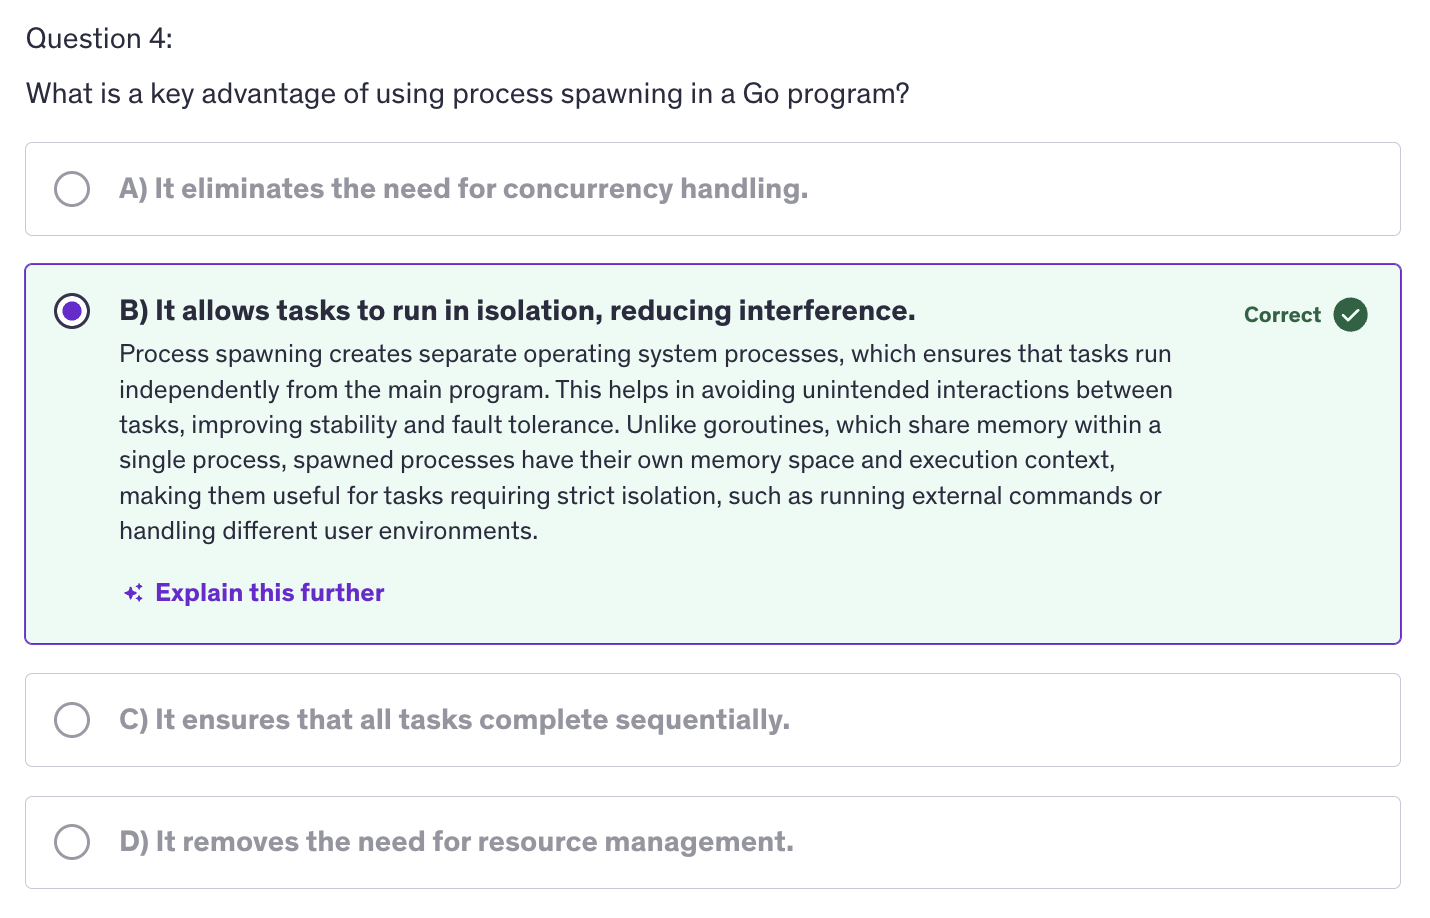 Question 4:
What is a key advantage of using process spawning in a Go program?
A) It eliminates the need for concurrency handling.
B) It allows tasks to run in isolation, reducing interference.
Correct
Process spawning creates separate operating system processes, which ensures that tasks run
independently from the main program. This helps in avoiding unintended interactions between
tasks, improving stability and fault tolerance. Unlike goroutines, which share memory within a
single process, spawned processes have their own memory space and execution context,
making them useful for tasks requiring strict isolation, such as running external commands or
handling different user environments.
Explain this further
C) It ensures that all tasks complete sequentially.
D) It removes the need for resource management.